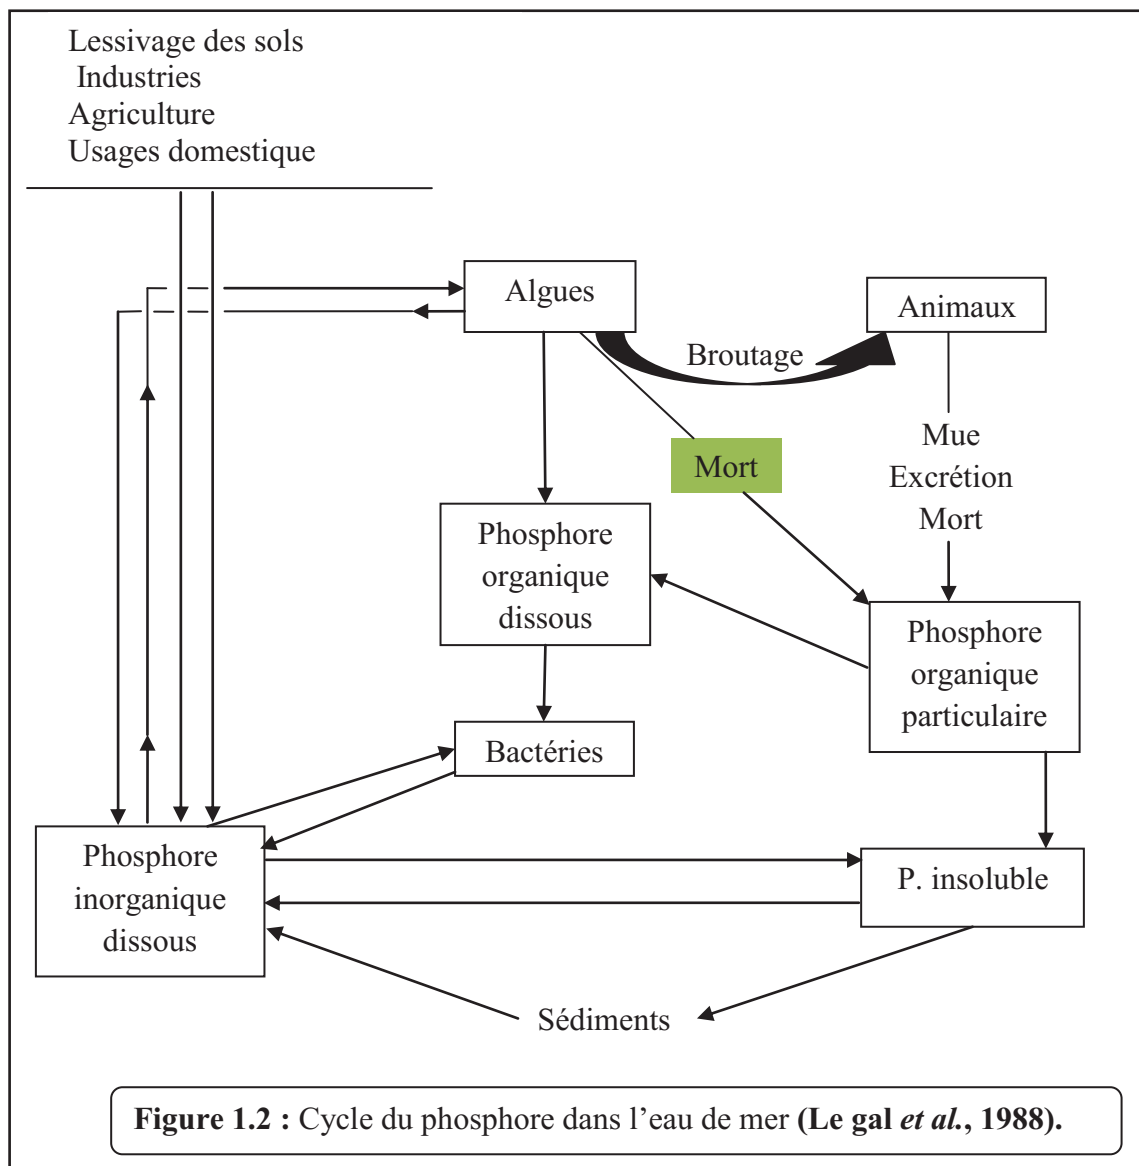 Lessivage des sols
Industries
Agriculture
Usages domestique
Algues
Animaux
Broutage
Mue
Excrétion
Mort
Mort
Phosphore
organique
dissous
Phosphore
organique
particulaire
Bactéries
Phosphore
inorganique
dissous
P. insoluble
Sédiments
Figure 1.2 : Cycle du phosphore dans l’eau de mer (Le gal et al., 1988).